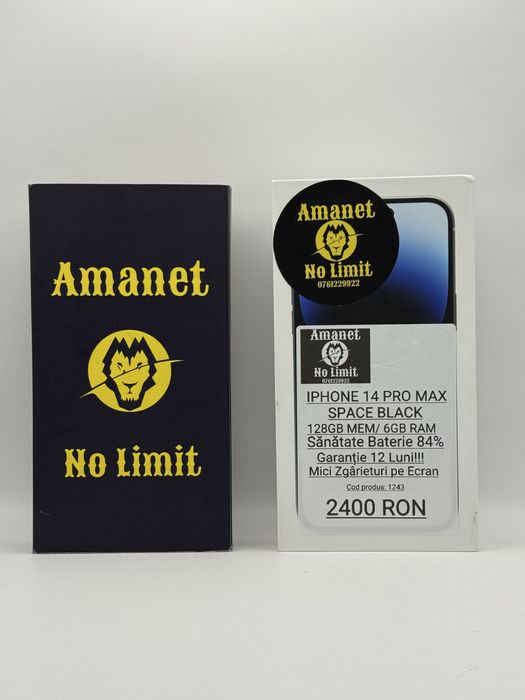 Amanet
No Limit
Amanet
No Limit
0761229922
Amanet
No Limit
0761229922
IPHONE 14 PRO MAX
SPACE BLACK
128GB MEM/ 6GB RAM
Sănătate Baterie 84%
Garanție 12 Luni!!!
Mici Zgârieturi pe Ecran
Cod produs: 1243
2400 RON